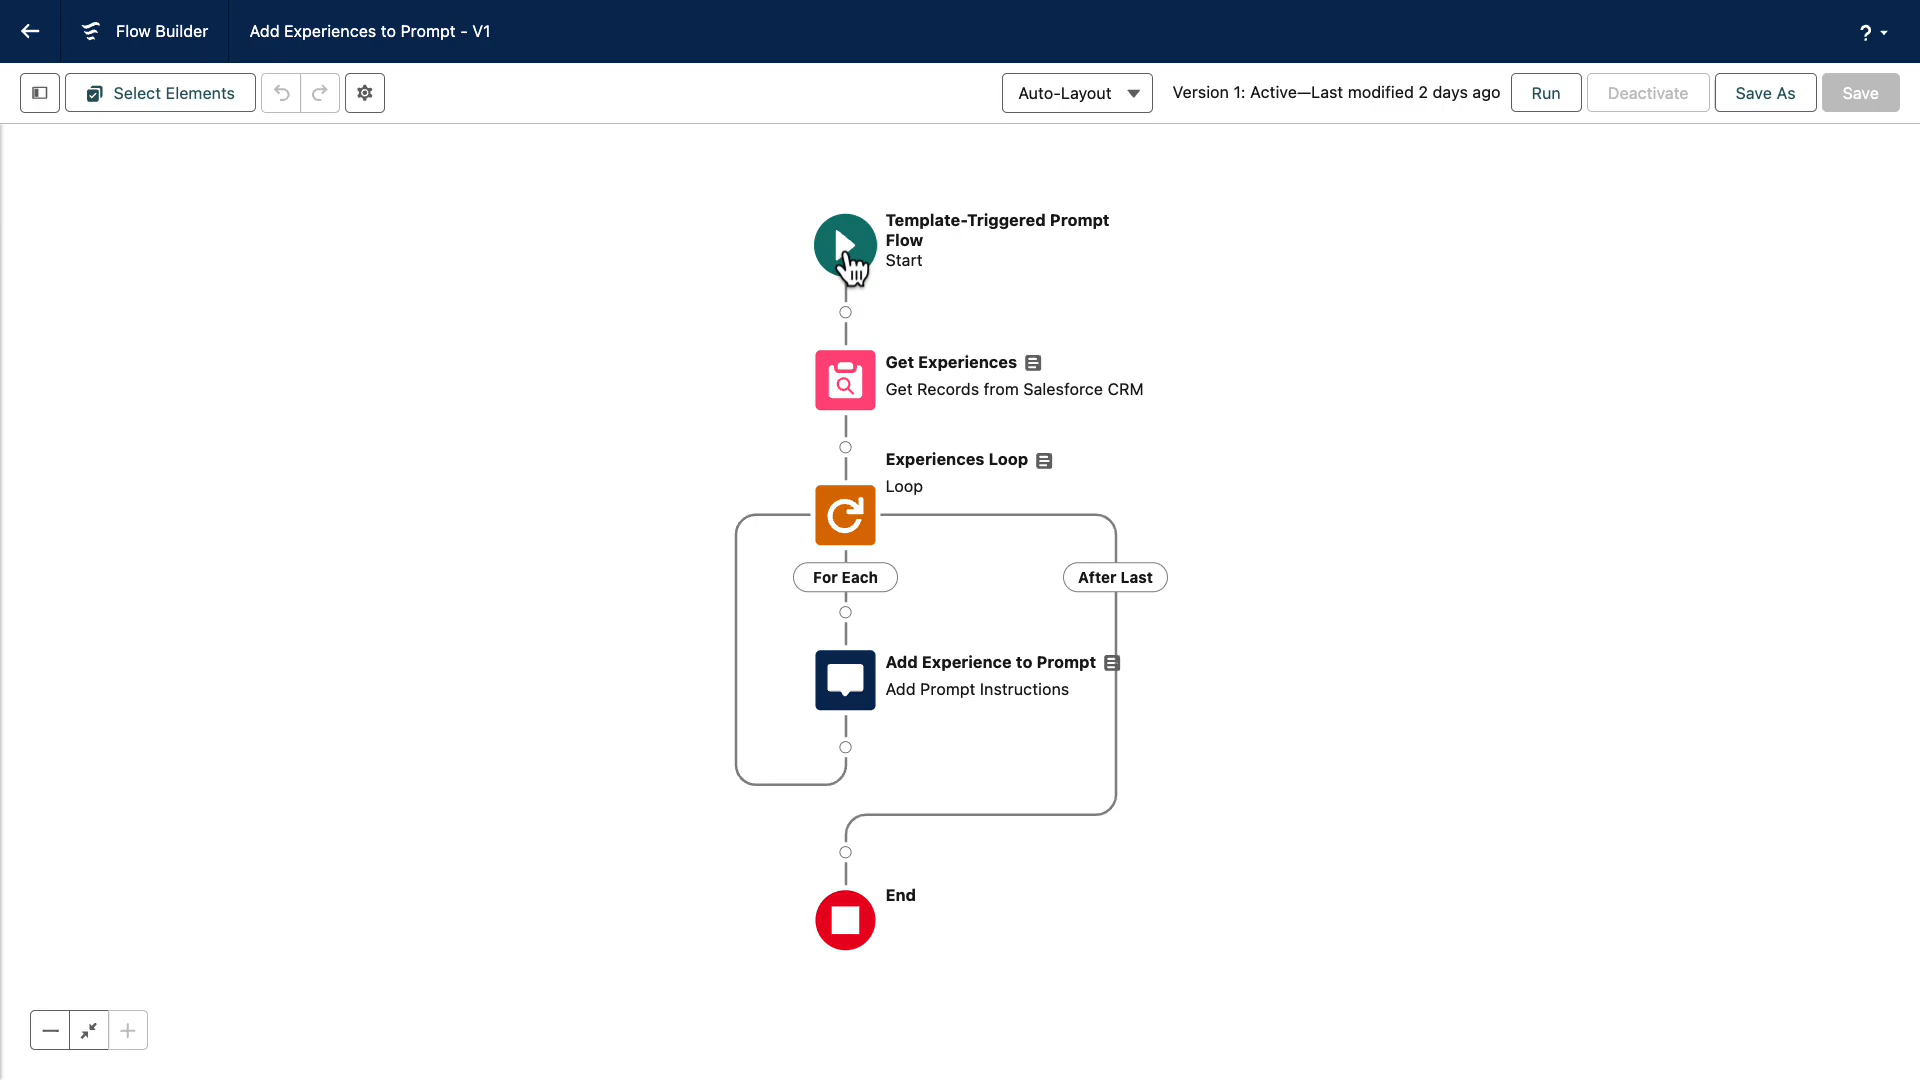 Flow Builder
Add Experiences to Prompt - V1
?
Select Elements
Auto-Layout
Version 1: Active—Last modified 2 days ago
Run
Deactivate
Save As
Save
Template-Triggered Prompt
Flow
Start
Get Experiences
Get Records from Salesforce CRM
Experiences Loop
Loop
For Each
After Last
Add Experience to Prompt
Add Prompt Instructions
End